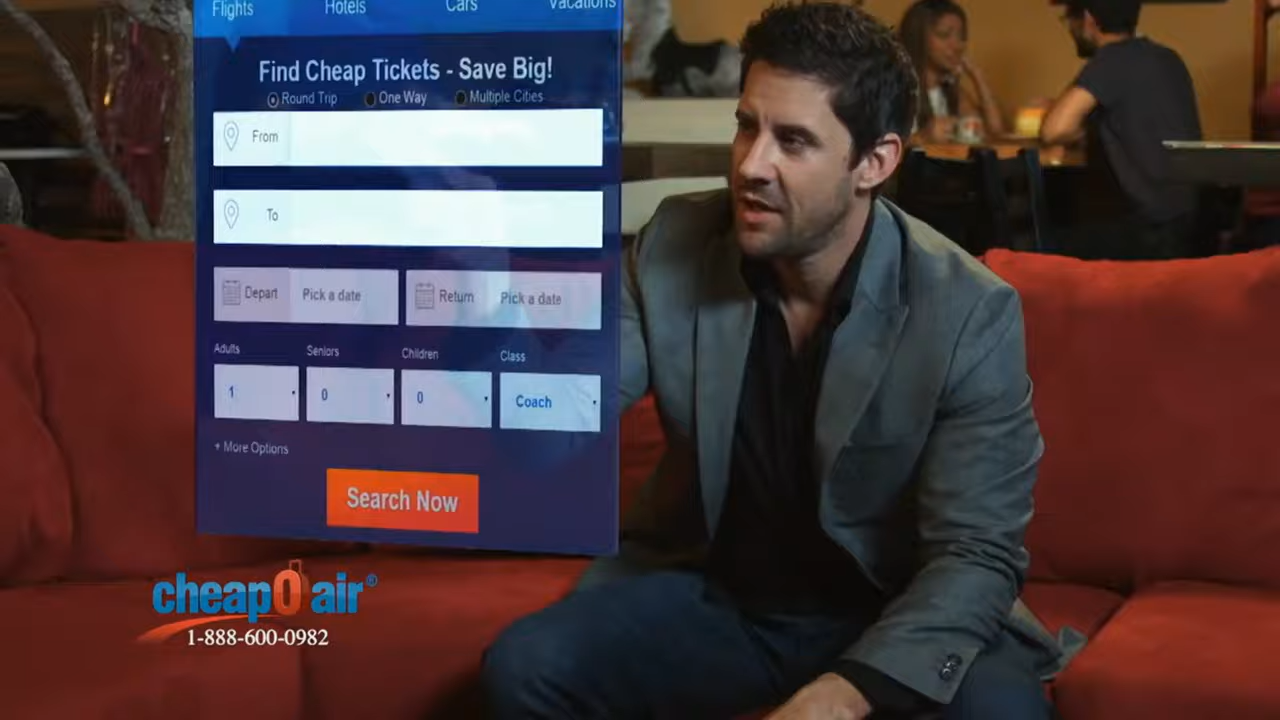 Flights Hotels Cars Vacations
Find Cheap Tickets - Save Big!
Round Trip One Way Multiple Cities
From
To
Depart Pick a date Return Pick a date
Adults Seniors Children Class
1 0 0 Coach
+ More Options
Search Now
cheapOair®
1-888-600-0982